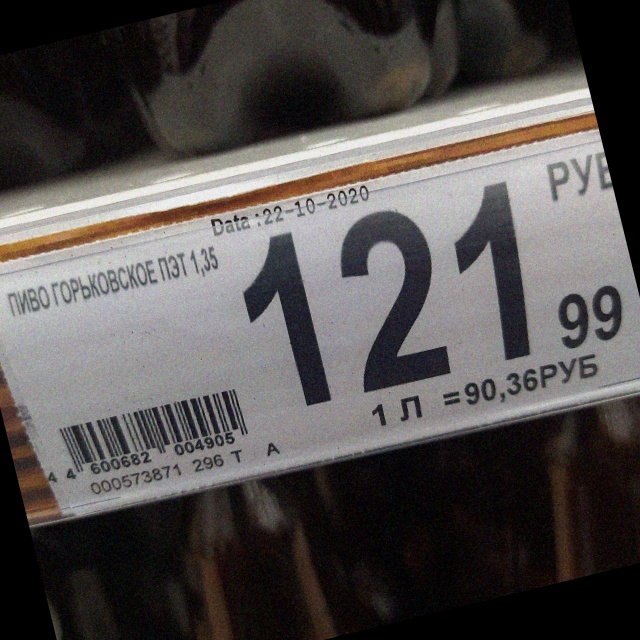 Data :22-10-2020
ПИВО ГОРЬКОВСКОЕ ПЭТ 1,35
121 99
РУБ
1 Л =90,36РУБ
4 600682 004905
000573871 296 Т А